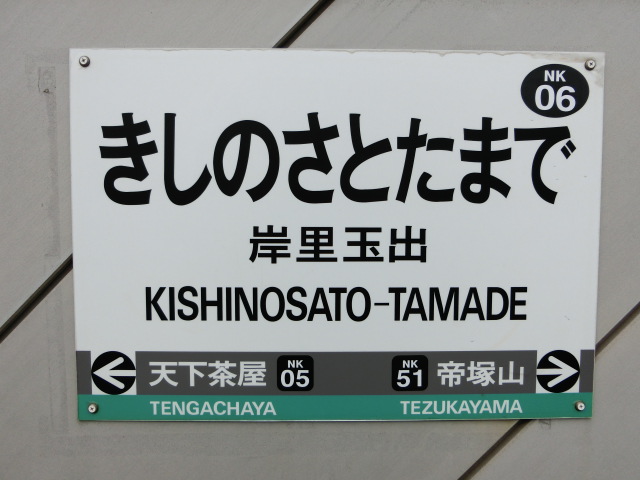 NK
06
きしのさとたまで
岸里玉出
KISHINOSATO-TAMADE
天下茶屋 NK 05 NK 51 帝塚山
TENGACHAYA TEZUKAYAMA